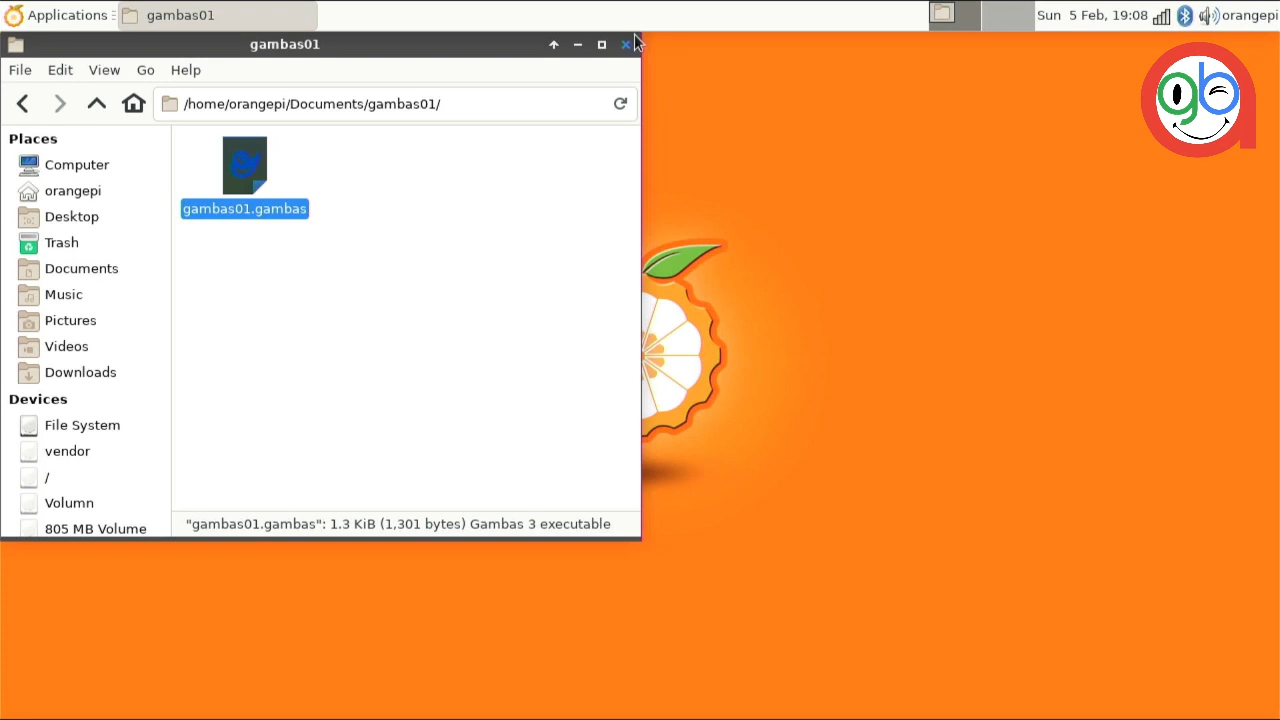 Applications
gambas01
Sun 5 Feb, 19:08
orangepi
gambas01
File Edit View Go Help
/home/orangepi/Documents/gambas01/
Places
Computer
orangepi
Desktop
Trash
Documents
Music
Pictures
Videos
Downloads
Devices
File System
vendor
/
Volumn
805 MB Volume
gambas01.gambas
"gambas01.gambas": 1.3 KiB (1,301 bytes) Gambas 3 executable
gb